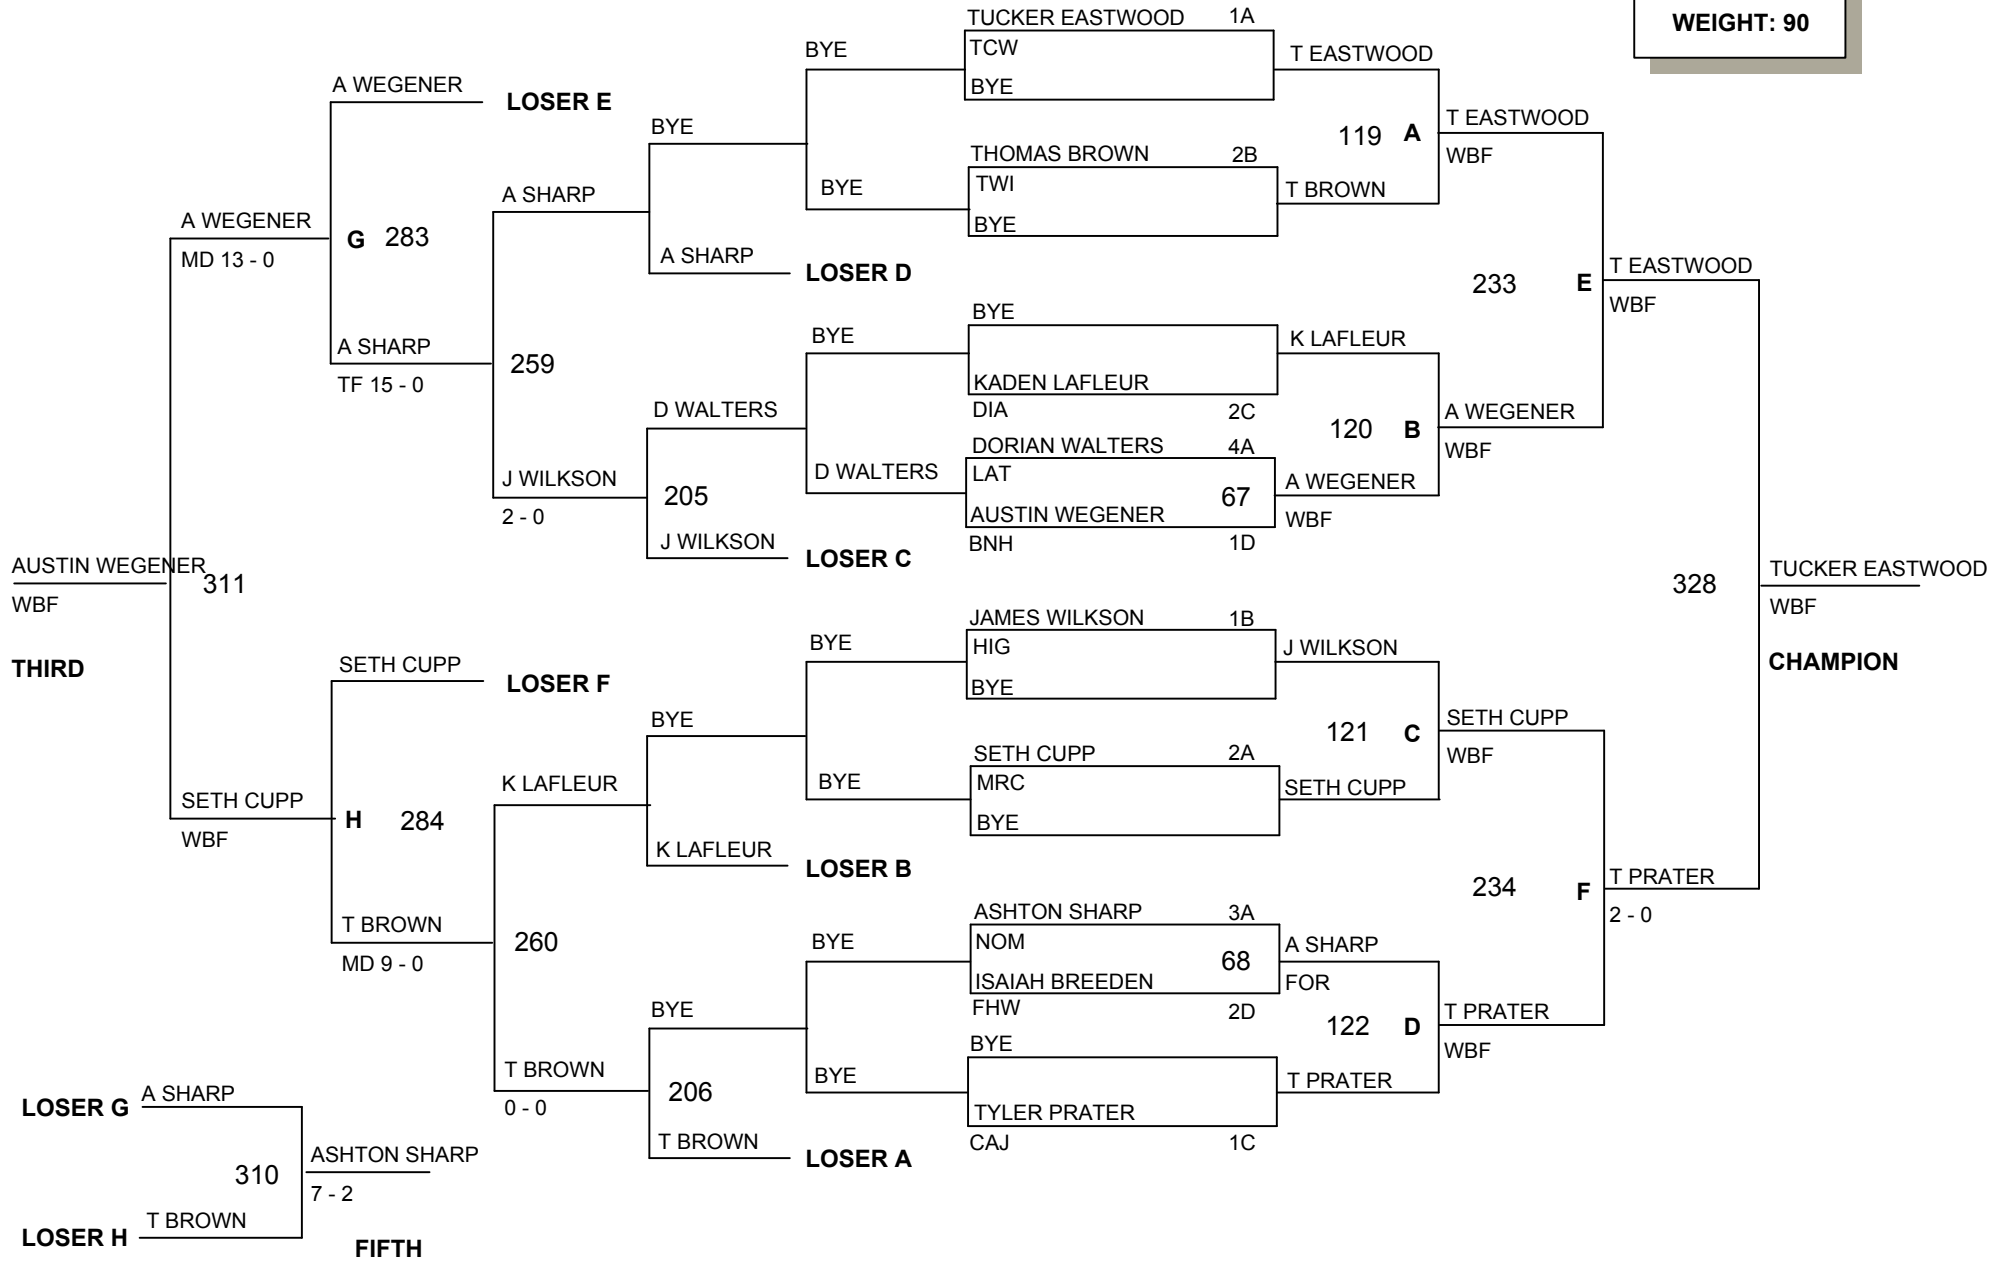 WEIGHT: 90
TUCKER EASTWOOD 1A
TCW
BYE
THOMAS BROWN 2B
TWI
BYE
BYE
KADEN LAFLEUR
DIA 2C
DORIAN WALTERS 4A
LAT
67
AUSTIN WEGENER
BNH 1D
JAMES WILKSON 1B
HIG
BYE
SETH CUPP 2A
MRC
BYE
ASHTON SHARP 3A
NOM
68
ISAIAH BREEDEN
FHW 2D
BYE
TYLER PRATER
CAJ 1C
T EASTWOOD
119 A
T BROWN
K LAFLEUR
120 B
A WEGENER
WBF
J WILKSON
121 C
SETH CUPP
A SHARP
FOR
122 D
T PRATER
T EASTWOOD
WBF
233 E
A WEGENER
WBF
SETH CUPP
WBF
234 F
T PRATER
WBF
T EASTWOOD
WBF
328
T PRATER
2 - 0
TUCKER EASTWOOD
WBF
CHAMPION
BYE
BYE
BYE
D WALTERS
BYE
BYE
BYE
BYE
BYE
A SHARP
LOSER D
D WALTERS
205
J WILKSON
LOSER C
BYE
K LAFLEUR
LOSER B
BYE
206
T BROWN
LOSER A
A SHARP
259
J WILKSON
2 - 0
K LAFLEUR
260
T BROWN
0 - 0
A WEGENER
LOSER E
G 283
A SHARP
TF 15 - 0
SETH CUPP
LOSER F
H 284
T BROWN
MD 9 - 0
A WEGENER
MD 13 - 0
311
SETH CUPP
WBF
AUSTIN WEGENER
WBF
THIRD
LOSER G A SHARP
310
LOSER H T BROWN
ASHTON SHARP
7 - 2
FIFTH